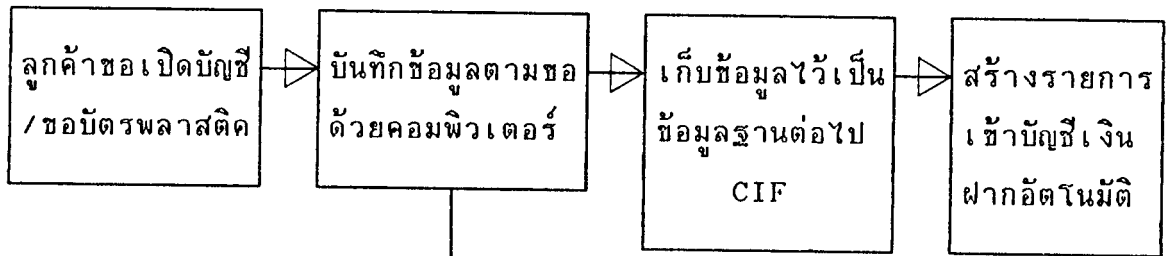 ลูกค้าขอเปิดบัญชี
/ขอบัตรพลาสติค
บันทึกข้อมูลตามขอ
ด้วยคอมพิวเตอร์
เก็บข้อมูลไว้เป็น
ข้อมูลฐานต่อไป
CIF
สร้างรายการ
เข้าบัญชีเงิน
ฝากอัตโนมัติ